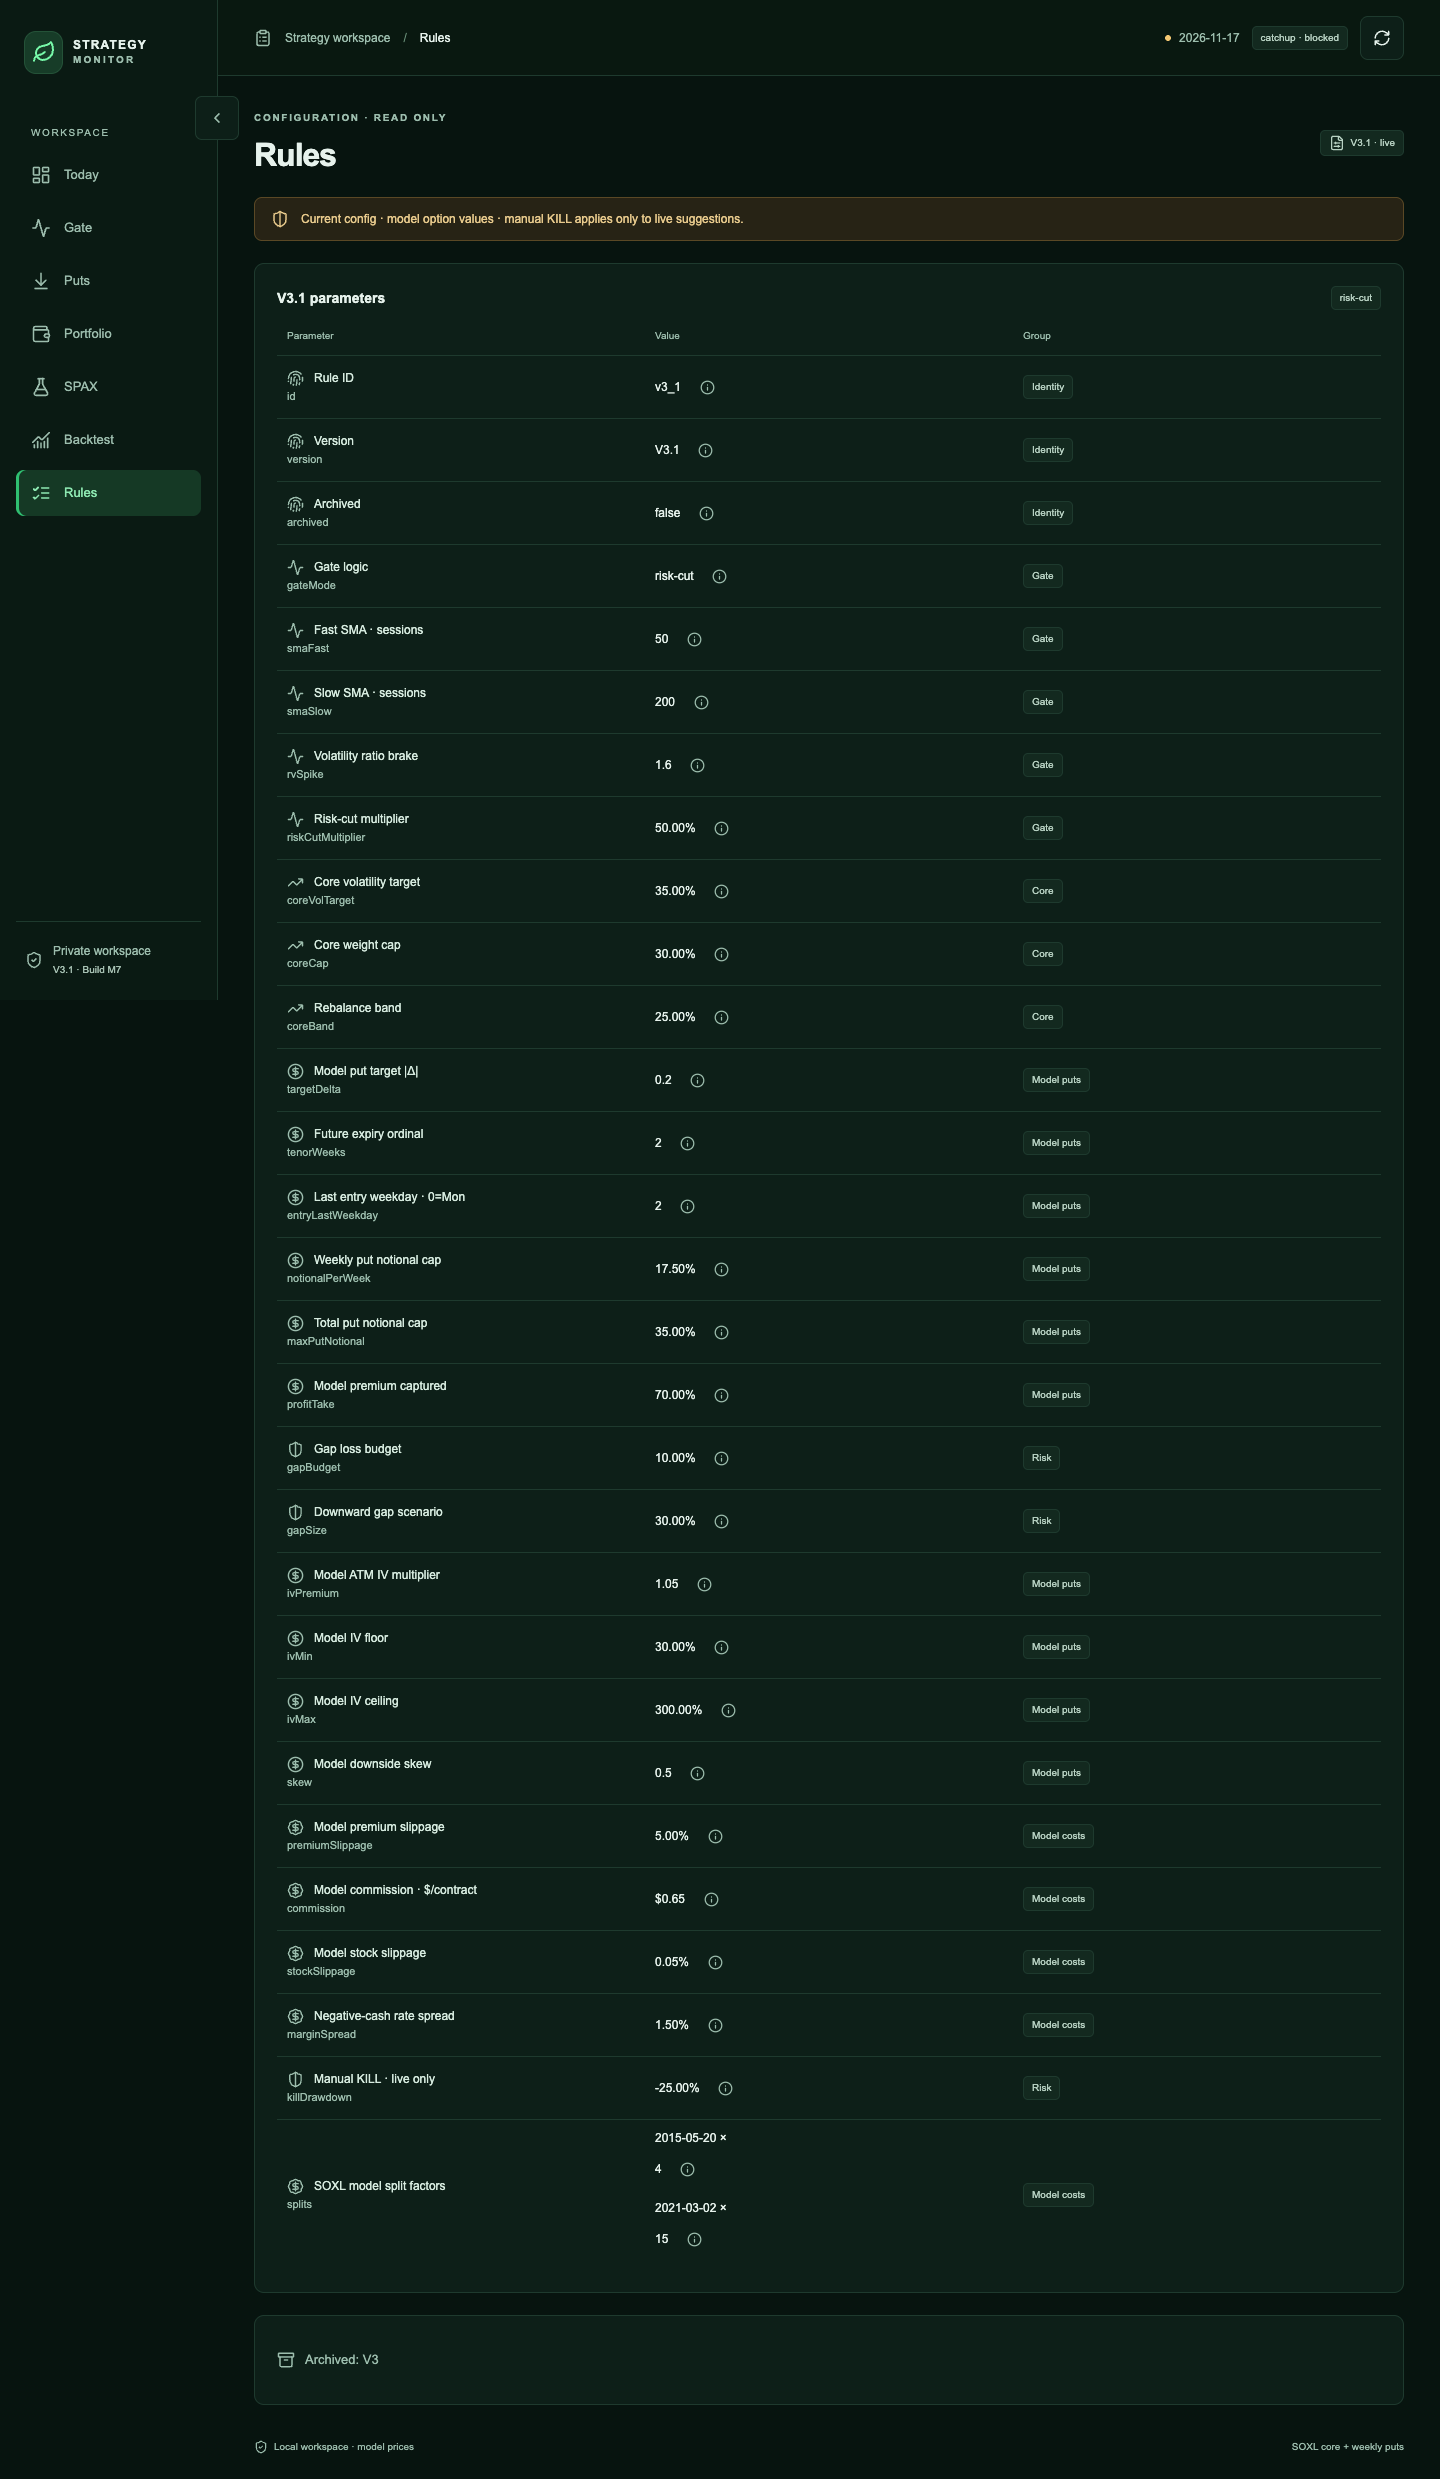 STRATEGY
MONITOR
WORKSPACE
Today
Gate
Puts
Portfolio
SPAX
Backtest
Rules
Private workspace
V3.1 · Build M7
Strategy workspace / Rules
2026-11-17
catchup · blocked
CONFIGURATION · READ ONLY
Rules
V3.1 · live
Current config · model option values · manual KILL applies only to live suggestions.
V3.1 parameters
risk-cut
Parameter Value Group
Rule ID
id
v3_1
Identity
Version
version
V3.1
Identity
Archived
archived
false
Identity
Gate logic
gateMode
risk-cut
Gate
Fast SMA · sessions
smaFast
50
Gate
Slow SMA · sessions
smaSlow
200
Gate
Volatility ratio brake
rvSpike
1.6
Gate
Risk-cut multiplier
riskCutMultiplier
50.00%
Gate
Core volatility target
coreVolTarget
35.00%
Core
Core weight cap
coreCap
30.00%
Core
Rebalance band
coreBand
25.00%
Core
Model put target |Δ|
targetDelta
0.2
Model puts
Future expiry ordinal
tenorWeeks
2
Model puts
Last entry weekday · 0=Mon
entryLastWeekday
2
Model puts
Weekly put notional cap
notionalPerWeek
17.50%
Model puts
Total put notional cap
maxPutNotional
35.00%
Model puts
Model premium captured
profitTake
70.00%
Model puts
Gap loss budget
gapBudget
10.00%
Risk
Downward gap scenario
gapSize
30.00%
Risk
Model ATM IV multiplier
ivPremium
1.05
Model puts
Model IV floor
ivMin
30.00%
Model puts
Model IV ceiling
ivMax
300.00%
Model puts
Model downside skew
skew
0.5
Model puts
Model premium slippage
premiumSlippage
5.00%
Model costs
Model commission · $/contract
commission
$0.65
Model costs
Model stock slippage
stockSlippage
0.05%
Model costs
Negative-cash rate spread
marginSpread
1.50%
Model costs
Manual KILL · live only
killDrawdown
-25.00%
Risk
SOXL model split factors
splits
2015-05-20 ×
4
2021-03-02 ×
15
Model costs
Archived: V3
Local workspace · model prices
SOXL core + weekly puts